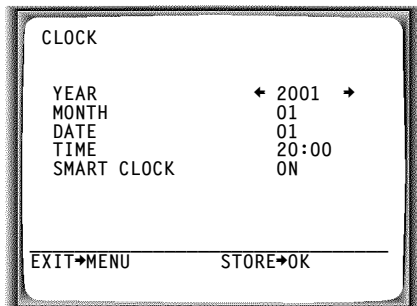 CLOCK
YEAR ← 2001 →
MONTH 01
DATE 01
TIME 20:00
SMART CLOCK ON
EXIT→MENU STORE→OK